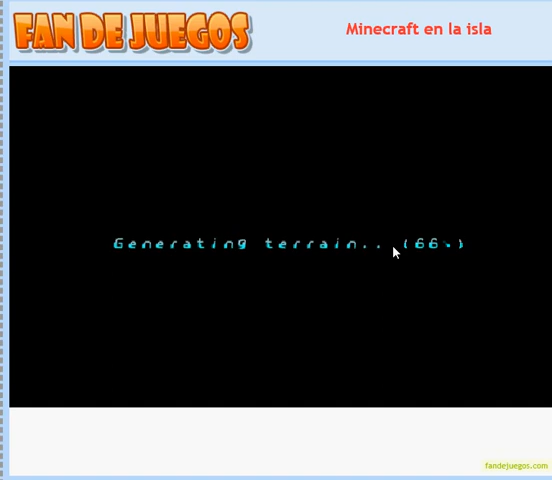 FAN DE JUEGOS
Minecraft en la isla
Generating terrain.. (66%)
fandejuegos.com